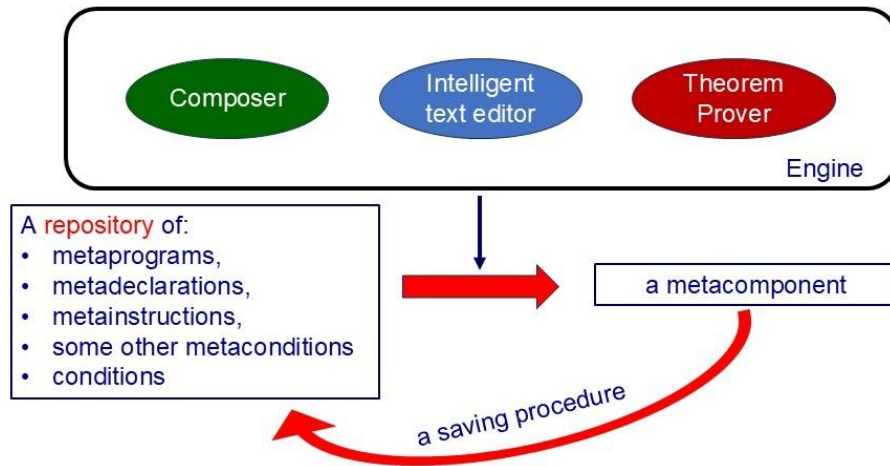 Composer
Intelligent
text editor
Theorem
Prover
Engine
A repository of:
• metaprograms,
• metadeclarations,
• metainstructions,
• some other metaconditions
• conditions
a metacomponent
a saving procedure